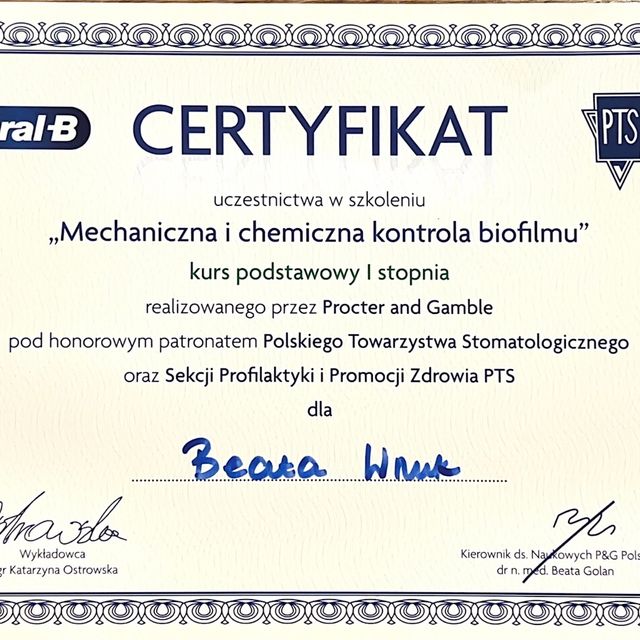 ral-B
CERTYFIKAT
PTS
uczestnictwa w szkoleniu
„Mechaniczna i chemiczna kontrola biofilmu”
kurs podstawowy I stopnia
realizowanego przez Procter and Gamble
pod honorowym patronatem Polskiego Towarzystwa Stomatologicznego
oraz Sekcji Profilaktyki i Promocji Zdrowia PTS
dla
Beata Wnuk
Wykładowca
gr Katarzyna Ostrowska
Kierownik ds. Naukowych P&G Pols
dr n. med. Beata Golan